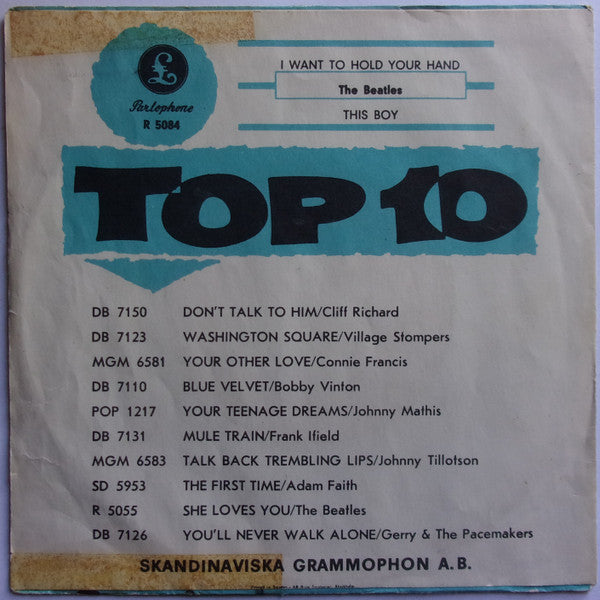 £
Parlophone
R 5084
I WANT TO HOLD YOUR HAND
The Beatles
THIS BOY
TOP 10
DB 7150 DON'T TALK TO HIM/Cliff Richard
DB 7123 WASHINGTON SQUARE/Village Stompers
MGM 6581 YOUR OTHER LOVE/Connie Francis
DB 7110 BLUE VELVET/Bobby Vinton
POP 1217 YOUR TEENAGE DREAMS/Johnny Mathis
DB 7131 MULE TRAIN/Frank Ifield
MGM 6583 TALK BACK TREMBLING LIPS/Johnny Tillotson
SD 5953 THE FIRST TIME/Adam Faith
R 5055 SHE LOVES YOU/The Beatles
DB 7126 YOU'LL NEVER WALK ALONE/Gerry & The Pacemakers
SKANDINAVISKA GRAMMOPHON A.B.